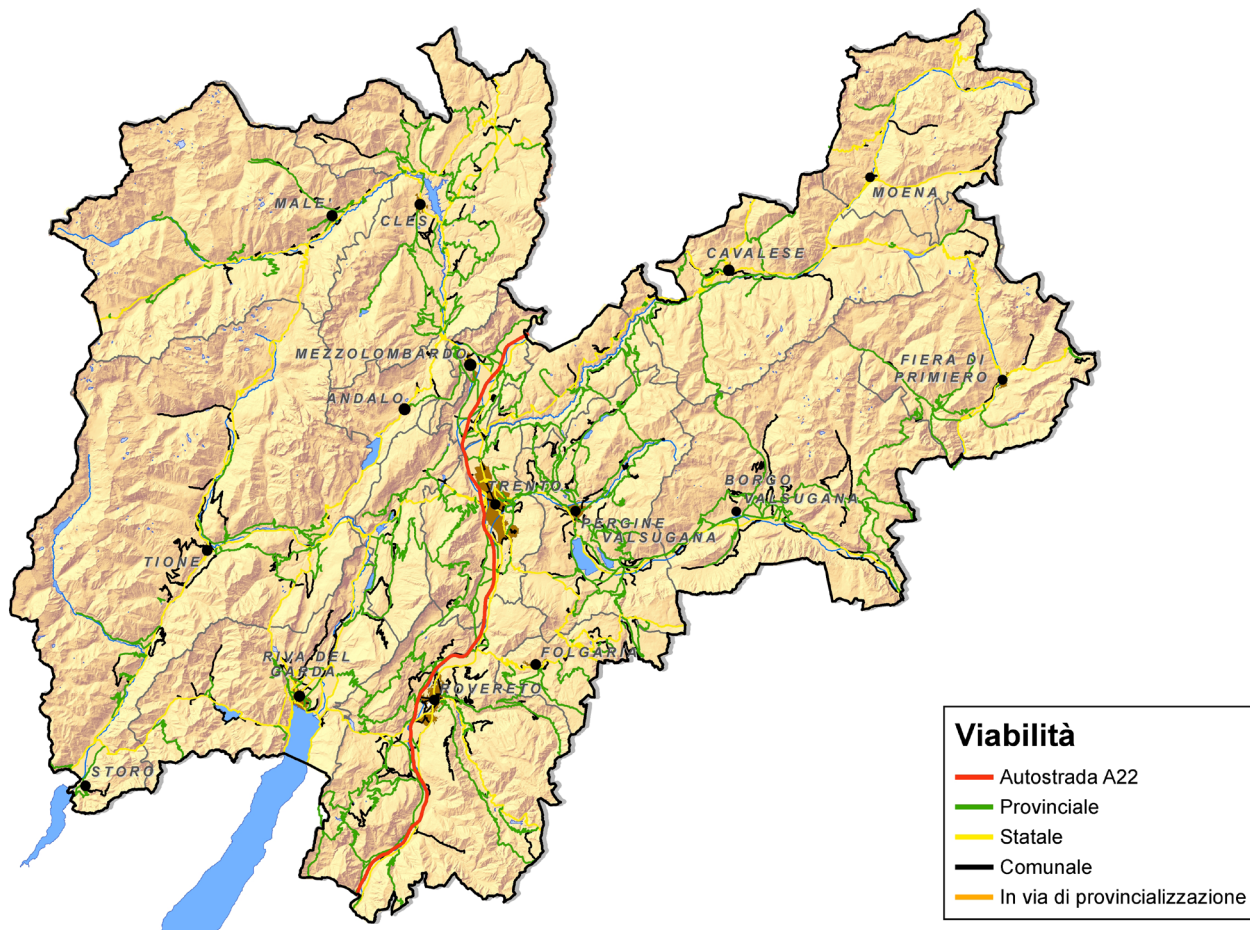 MOENA
MALE'
CLES
CAVALESE
MEZZOLOMBARDO
FIERA DI
PRIMIERO
ANDALO
BORGO
VALSUGANA
TRENTO
PERGINE
VALSUGANA
TIONE
FOLGARIA
RIVA DEL
GARDA
ROVERETO
STORO
Viabilità
Autostrada A22
Provinciale
Statale
Comunale
In via di provincializzazione